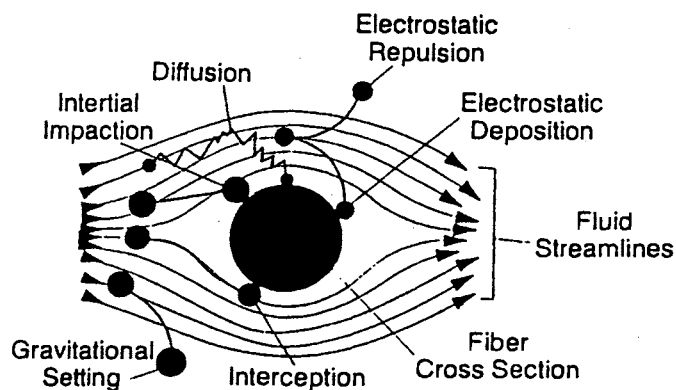 Electrostatic
Repulsion
Diffusion
Intertial
Impaction
Electrostatic
Deposition
Fluid
Streamlines
Fiber
Cross Section
Interception
Gravitational
Setting